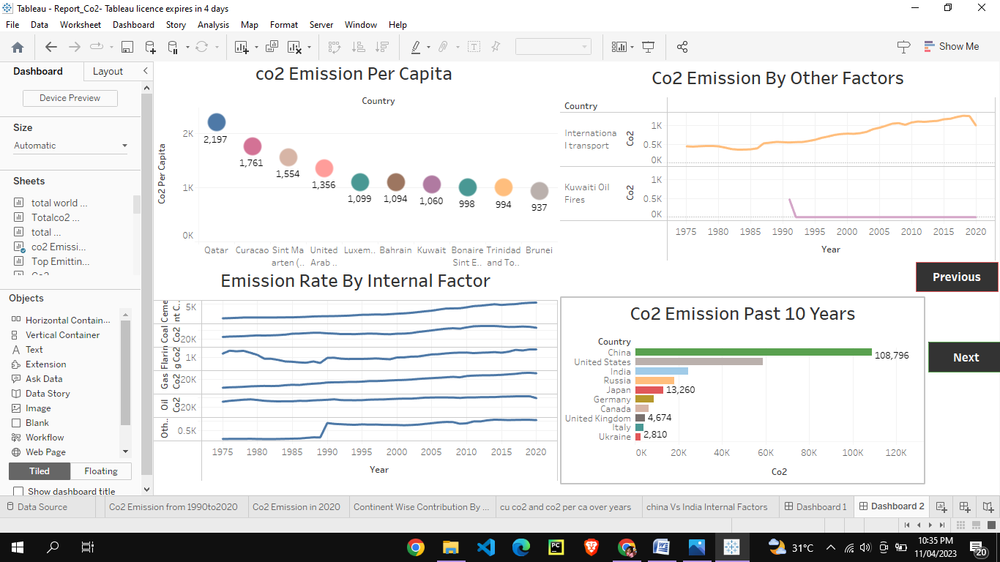 Tableau - Report_Co2- Tableau licence expires in 4 days
File Data Worksheet Dashboard Story Analysis Map Format Server Window Help
Show Me
Dashboard Layout
Device Preview
Size
Automatic
Sheets
total world ...
Totalco2 ...
total ...
co2 Emissi...
Top Emittin...
Objects
Horizontal Contain...
Vertical Container
Text
Extension
Ask Data
Data Story
Image
Blank
Workflow
Web Page
Tiled Floating
Show dashboard title
co2 Emission Per Capita
Country
Co2 Per Capita
2K
1K
0K
2,197
1,761
1,554
1,356
1,099
1,094
1,060
998
994
937
Qatar Curacao Sint Ma United Luxem.. Bahrain Kuwait Bonaire Trinidad Brunei
arten (.. Arab .. Sint E.. and To..
Co2 Emission By Other Factors
Country
Internationa
l transport
Co2
1K
0.5K
0K
Kuwaiti Oil
Fires
Co2
1K
0.5K
0K
1975 1980 1985 1990 1995 2000 2005 2010 2015 2020
Year
Previous
Next
Emission Rate By Internal Factor
Ceme
nt C..
5K
Coal
Co2
20K
Flarin
g Co2
1K
Gas
Co2
20K
Oil
Co2
20K
Oth..
0.5K
1975 1980 1985 1990 1995 2000 2005 2010 2015 2020
Year
Co2 Emission Past 10 Years
Country
China 108,796
United States
India
Russia
Japan 13,260
Germany
Canada
United Kingdom 4,674
Italy
Ukraine 2,810
0K 20K 40K 60K 80K 100K 120K
Co2
Data Source Co2 Emission from 1990to2020 Co2 Emission in 2020 Continent Wise Contribution By ... cu co2 and co2 per ca over years china Vs India Internal Factors Dashboard 1 Dashboard 2
31°C
10:35 PM
11/04/2023
20